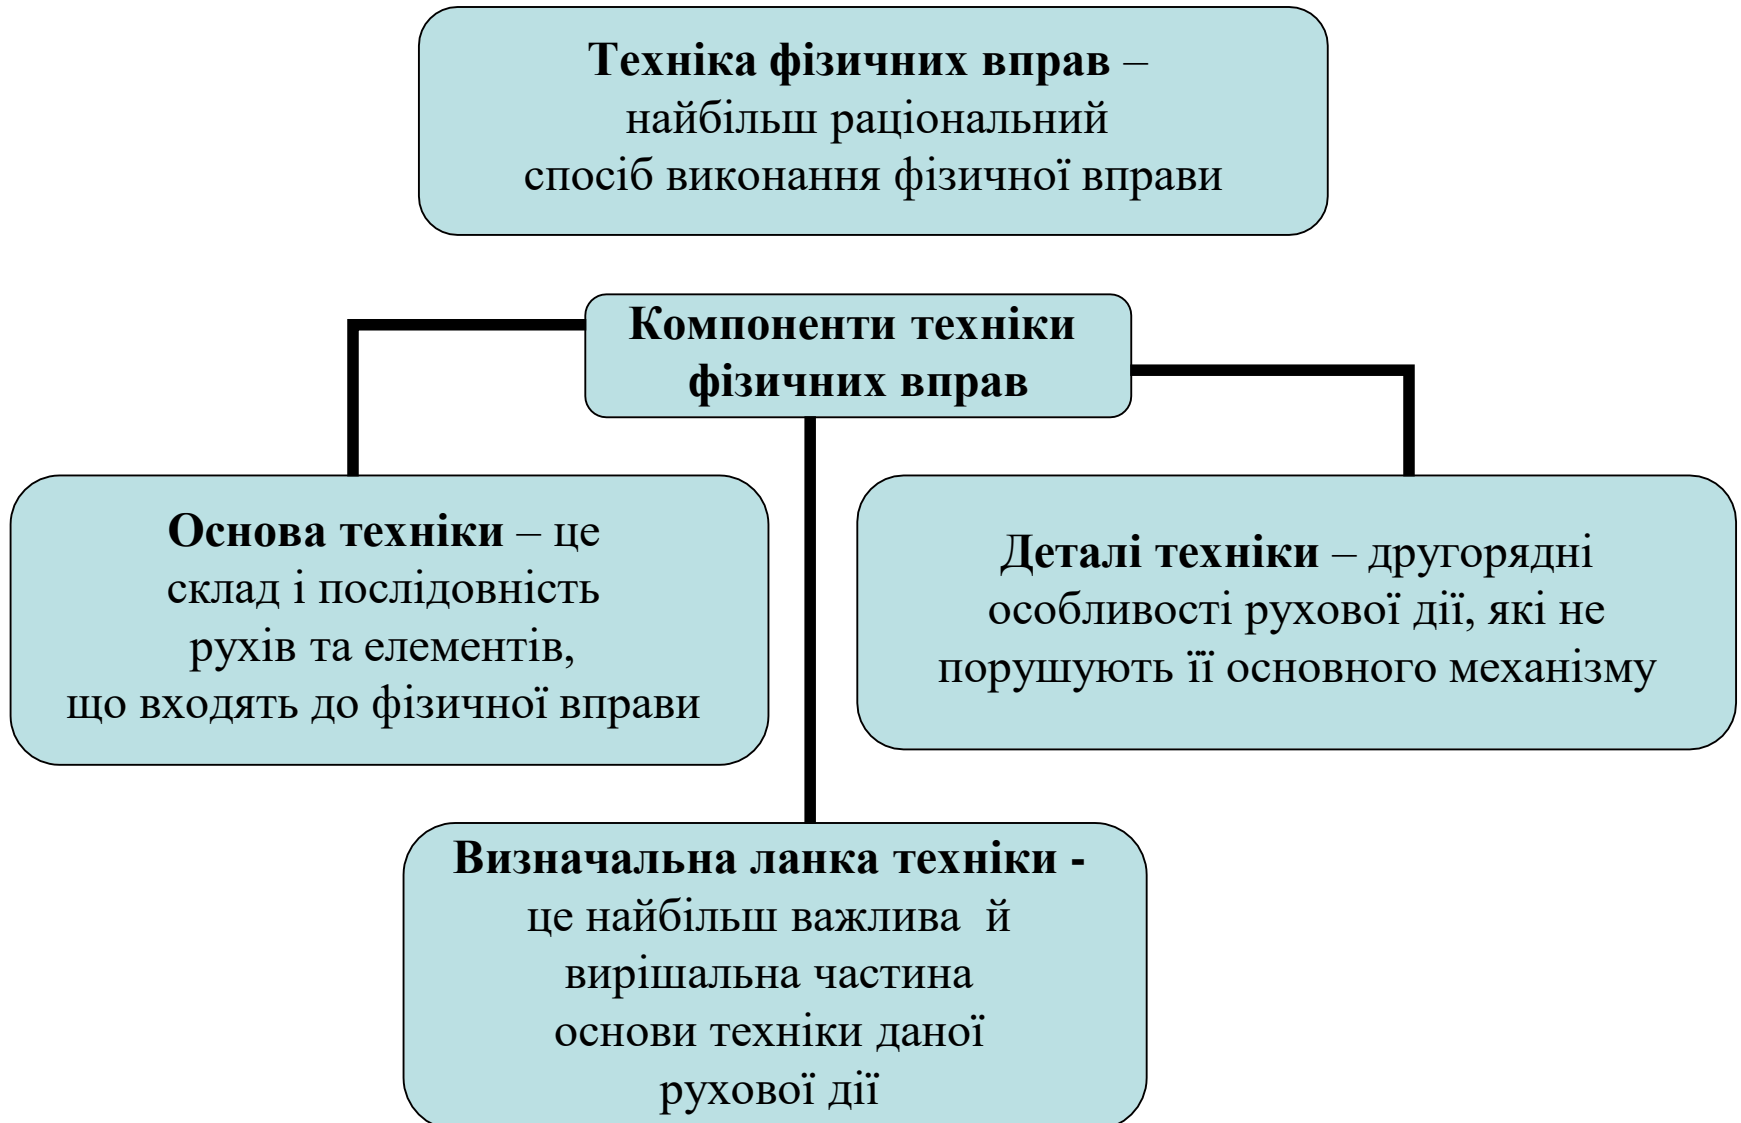 Техніка фізичних вправ –
найбільш раціональний
спосіб виконання фізичної вправи
Компоненти техніки
фізичних вправ
Основа техніки – це
склад і послідовність
рухів та елементів,
що входять до фізичної вправи
Деталі техніки – другорядні
особливості рухової дії, які не
порушують її основного механізму
Визначальна ланка техніки -
це найбільш важлива  й
вирішальна частина
основи техніки даної
рухової дії